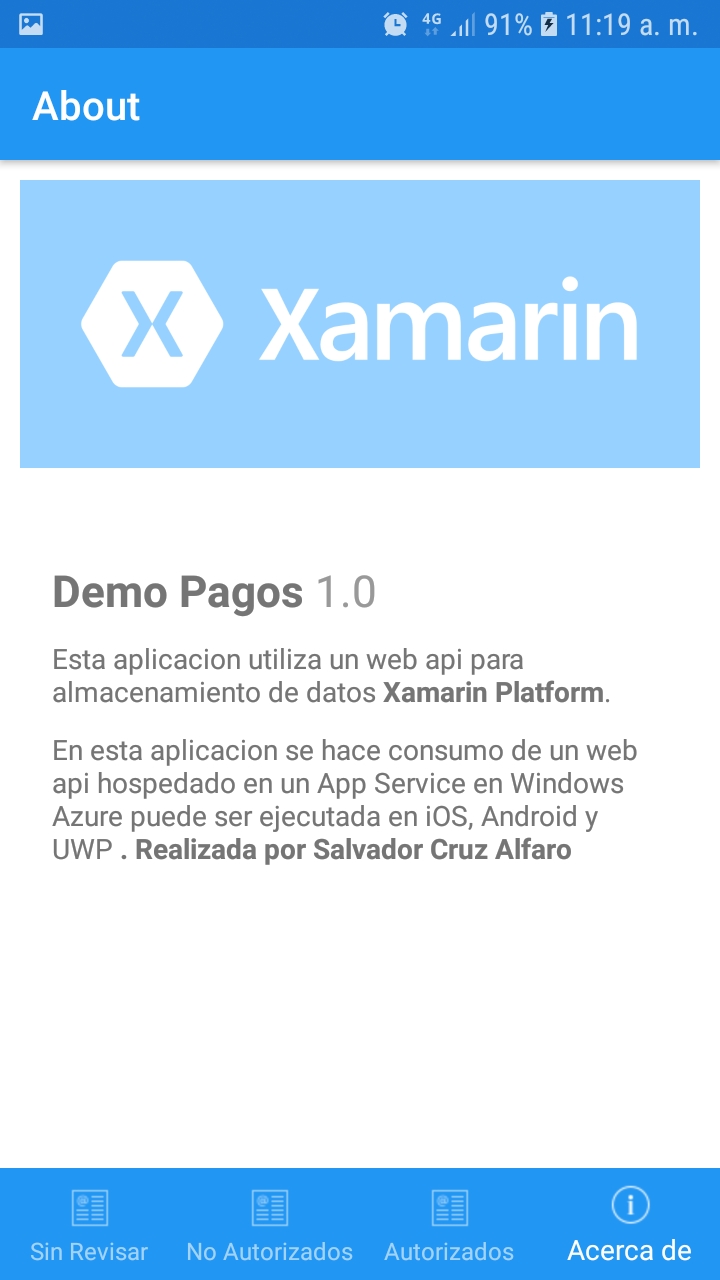 4G 91% 11:19 a. m.
About
X Xamarin
Demo Pagos 1.0
Esta aplicacion utiliza un web api para
almacenamiento de datos Xamarin Platform.
En esta aplicacion se hace consumo de un web
api hospedado en un App Service en Windows
Azure puede ser ejecutada en iOS, Android y
UWP . Realizada por Salvador Cruz Alfaro
Sin Revisar No Autorizados Autorizados Acerca de